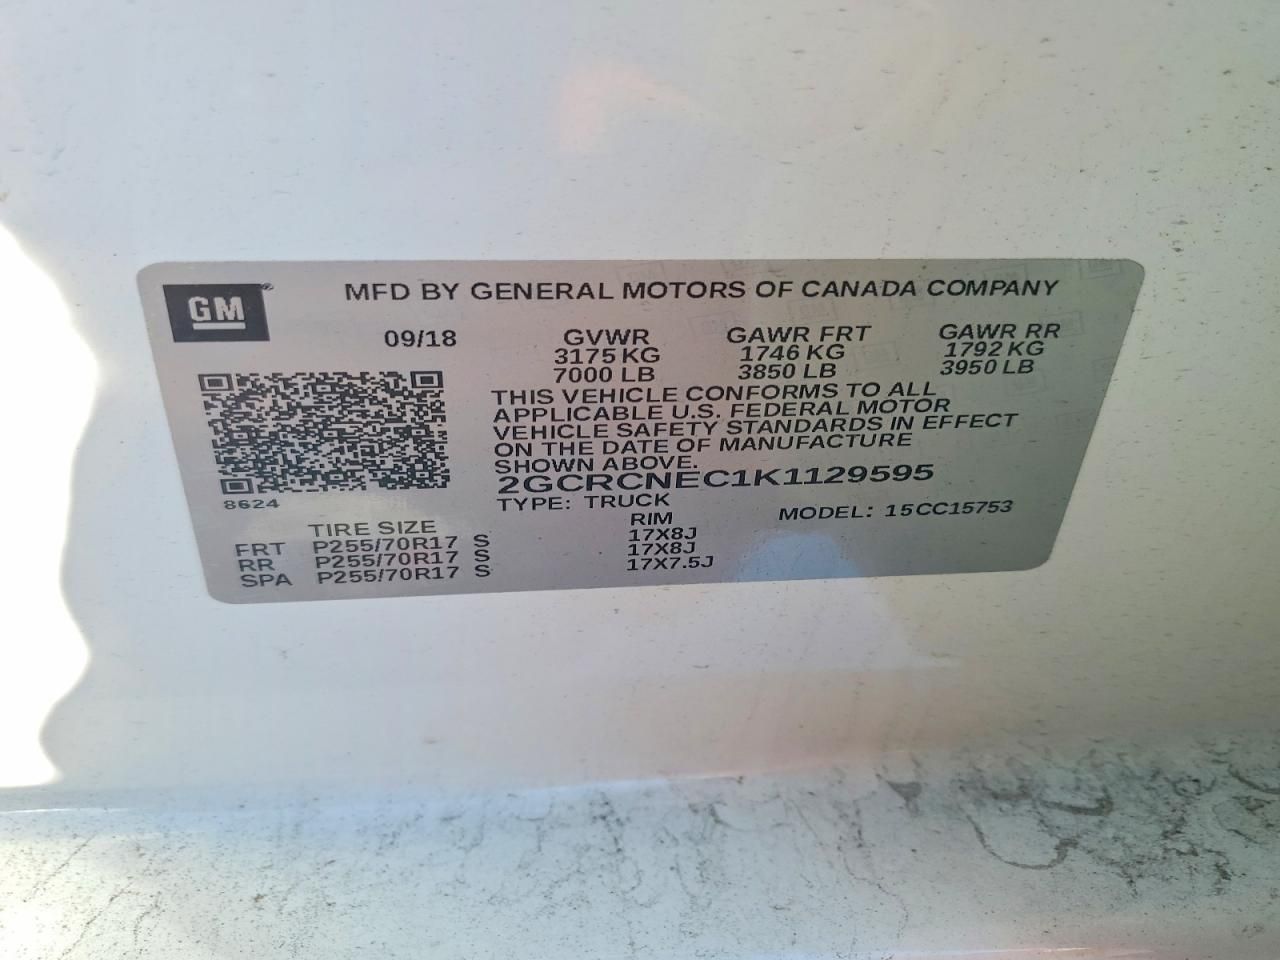 GM
MFD BY GENERAL MOTORS OF CANADA COMPANY
09/18 GVWR GAWR FRT GAWR RR
3175 KG 1746 KG 1792 KG
7000 LB 3850 LB 3950 LB
THIS VEHICLE CONFORMS TO ALL
APPLICABLE U.S. FEDERAL MOTOR
VEHICLE SAFETY STANDARDS IN EFFECT
ON THE DATE OF MANUFACTURE
SHOWN ABOVE.
2GCRCNEC1K1129595
8624
TYPE: TRUCK MODEL: 15CC15753
TIRE SIZE RIM
FRT P255/70R17 S 17X8J
RR P255/70R17 S 17X8J
SPA P255/70R17 S 17X7.5J